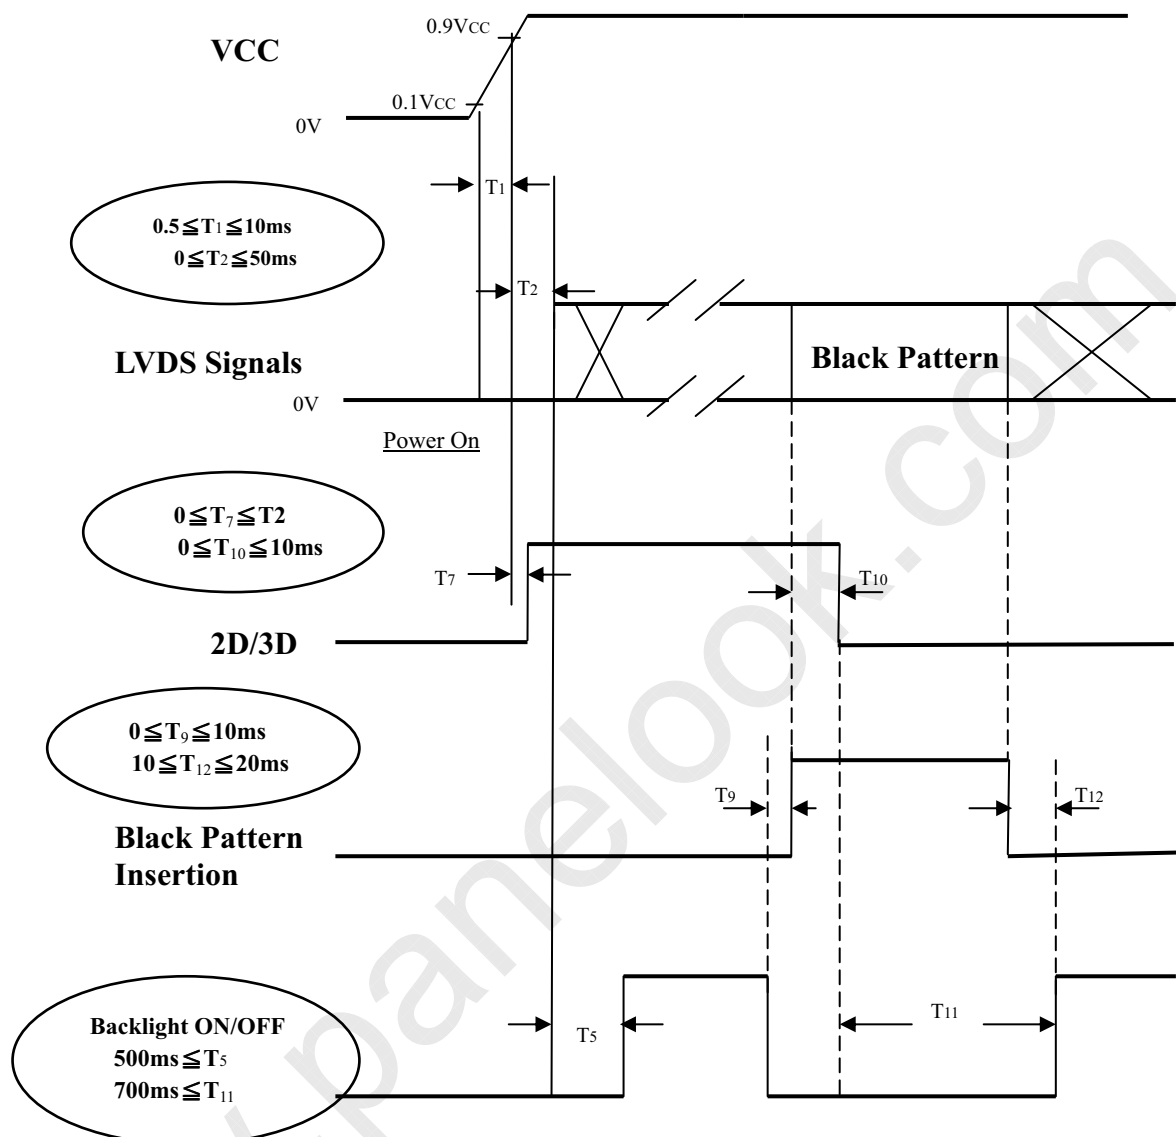 0.9VCC
VCC
0.1VCC
0V
T1
0.5≦T1≦10ms
0≦T2≦50ms
T2
LVDS Signals
Black Pattern
0V
Power On
0≦T7≦T2
0≦T10≦10ms
T7
T10
2D/3D
0≦T9≦10ms
10≦T12≦20ms
T9
T12
Black Pattern
Insertion
Backlight ON/OFF
500ms≦T5
700ms≦T11
T5
T11
panelook.com